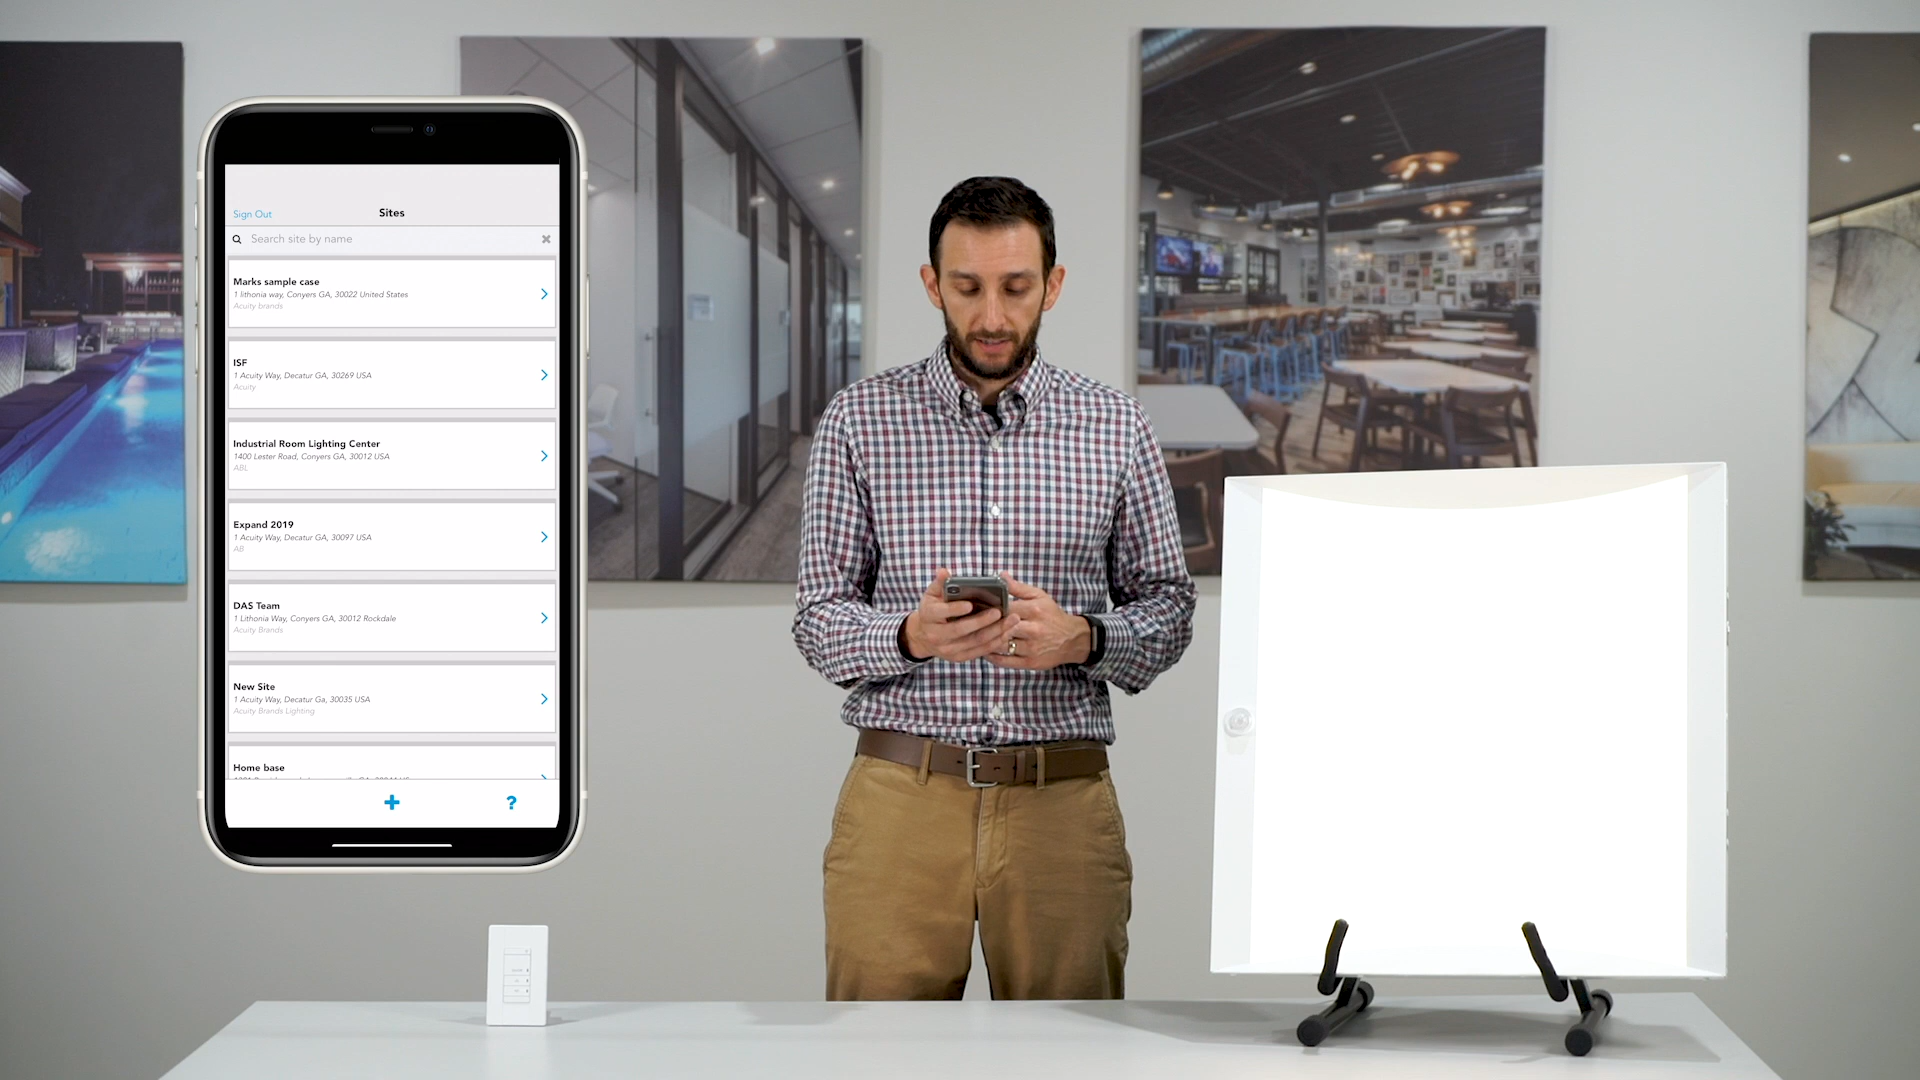 Sign Out
Sites
Search site by name
Marks sample case
1 lithonia way, Conyers GA, 30022 United States
Acuity brands
ISF
1 Acuity Way, Decatur GA, 30269 USA
Acuity
Industrial Room Lighting Center
1400 Lester Road, Conyers GA, 30012 USA
ABL
Expand 2019
1 Acuity Way, Decatur GA, 30097 USA
AB
DAS Team
1 Lithonia Way, Conyers GA, 30012 Rockdale
Acuity Brands
New Site
1 Acuity Way, Decatur Ga, 30035 USA
Acuity Brands Lighting
Home base
+
?